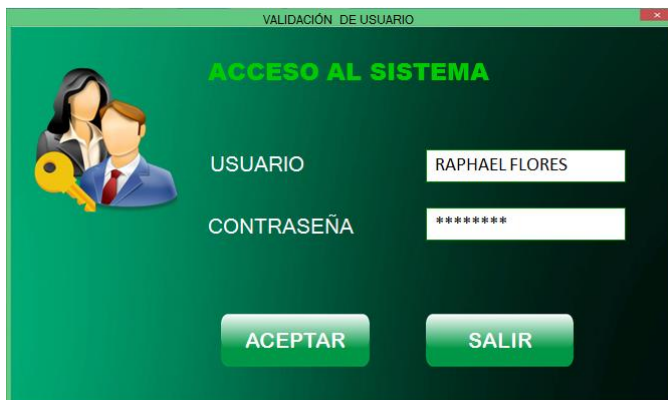 VALIDACIÓN DE USUARIO
ACCESO AL SISTEMA
USUARIO
RAPHAEL FLORES
CONTRASEÑA
********
ACEPTAR
SALIR